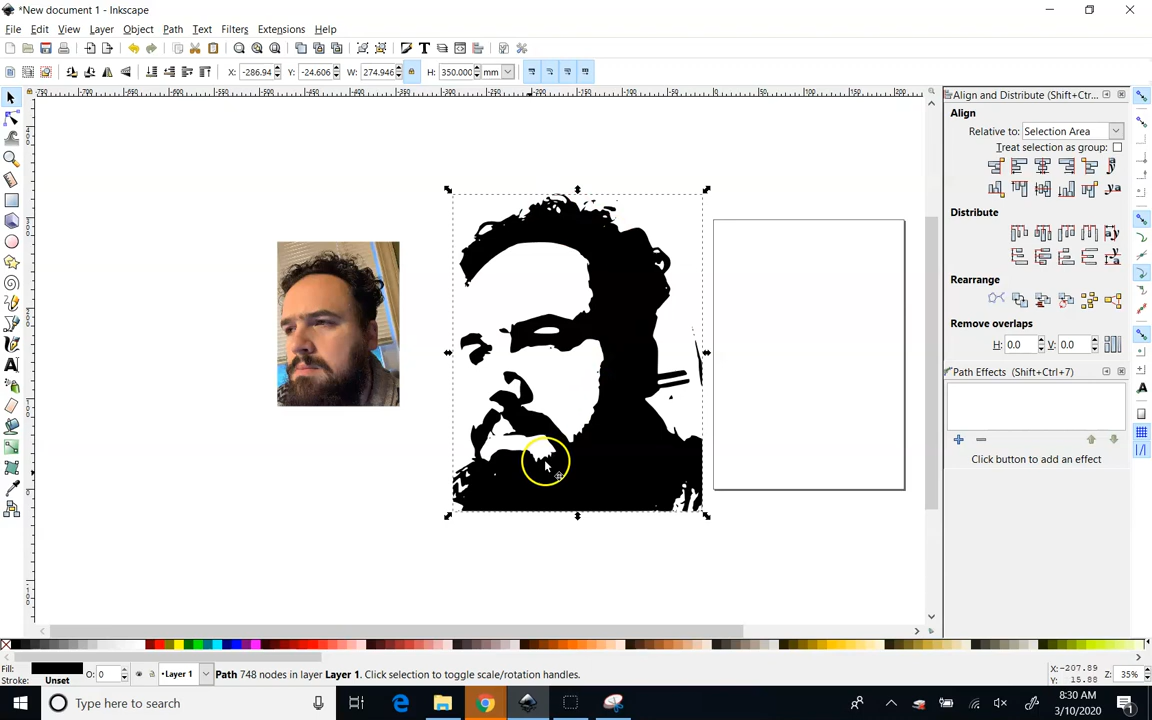 *New document 1 - Inkscape
File Edit View Layer Object Path Text Filters Extensions Help
X: -286.94 Y: -24.606 W: 274.946 H: 350.000 mm
Align and Distribute (Shift+Ctr...
Align
Relative to: Selection Area
Treat selection as group:
Distribute
Rearrange
Remove overlaps
H: 0.0 V: 0.0
Path Effects (Shift+Ctrl+7)
Click button to add an effect
Fill:
Stroke: Unset
O: 0
•Layer 1
Path 748 nodes in layer Layer 1. Click selection to toggle scale/rotation handles.
X:-207.89
Y: 15.88
Z: 35%
Type here to search
8:30 AM
3/10/2020